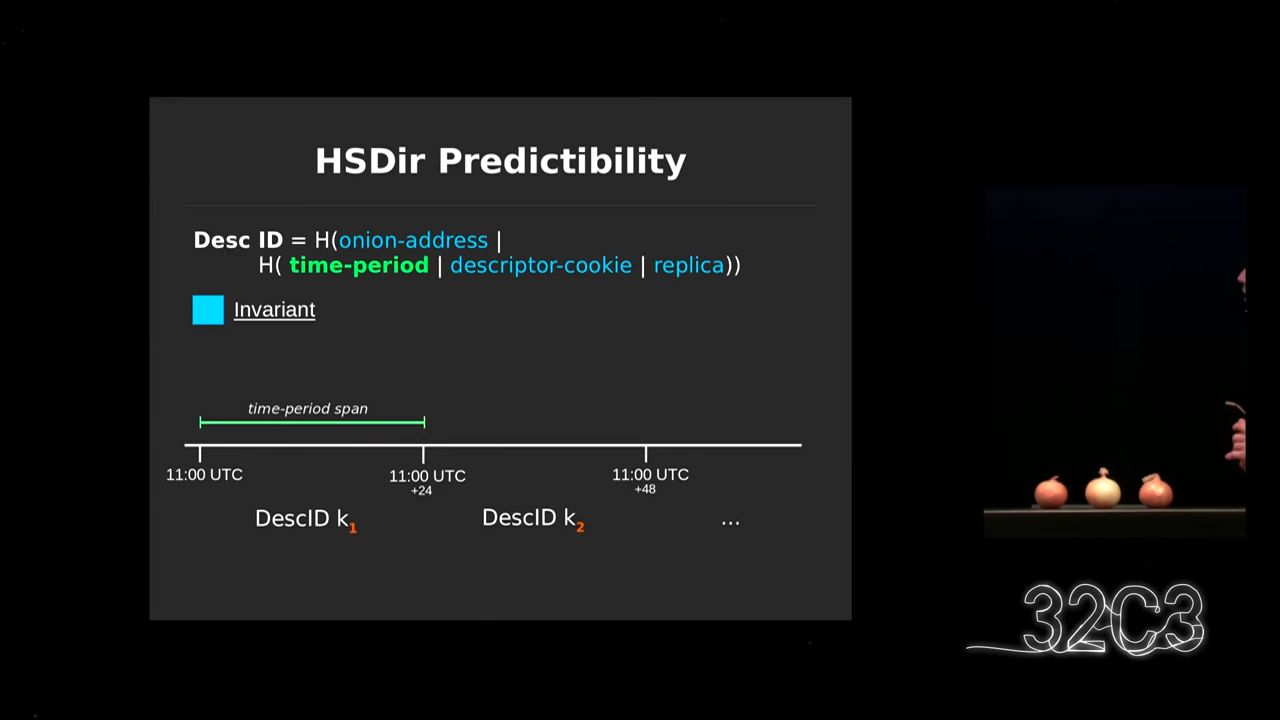 HSDir Predictibility
Desc ID = H(onion-address |
H( time-period | descriptor-cookie | replica))
Invariant
time-period span
11:00 UTC 11:00 UTC 11:00 UTC
+24 +48
DescID k1 DescID k2 ...
32C3